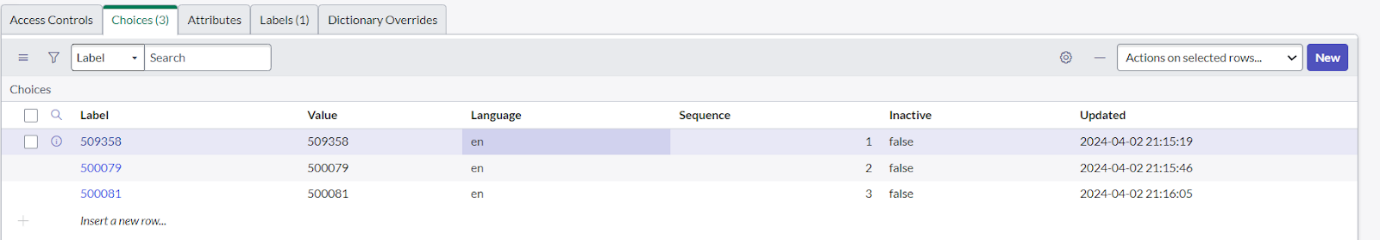 Access Controls Choices (3) Attributes Labels (1) Dictionary Overrides
Label Search Actions on selected rows... New
Choices
Label Value Language Sequence Inactive Updated
509358 509358 en 1 false 2024-04-02 21:15:19
500079 500079 en 2 false 2024-04-02 21:15:46
500081 500081 en 3 false 2024-04-02 21:16:05
Insert a new row...